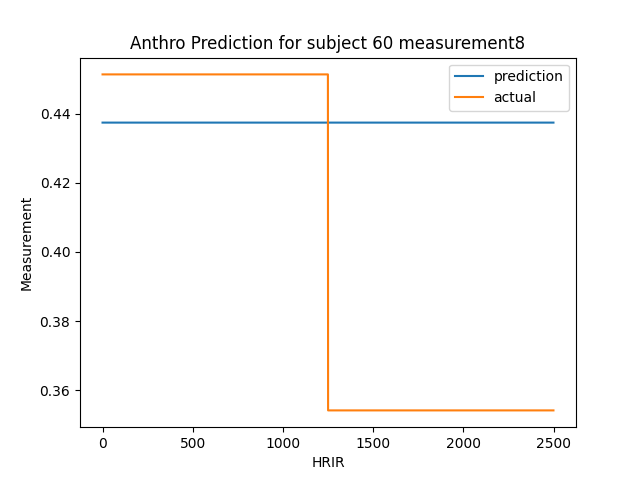 Anthro Prediction for subject 60 measurement8
prediction
actual
Measurement
0.44
0.42
0.40
0.38
0.36
0
500
1000
1500
2000
2500
HRIR